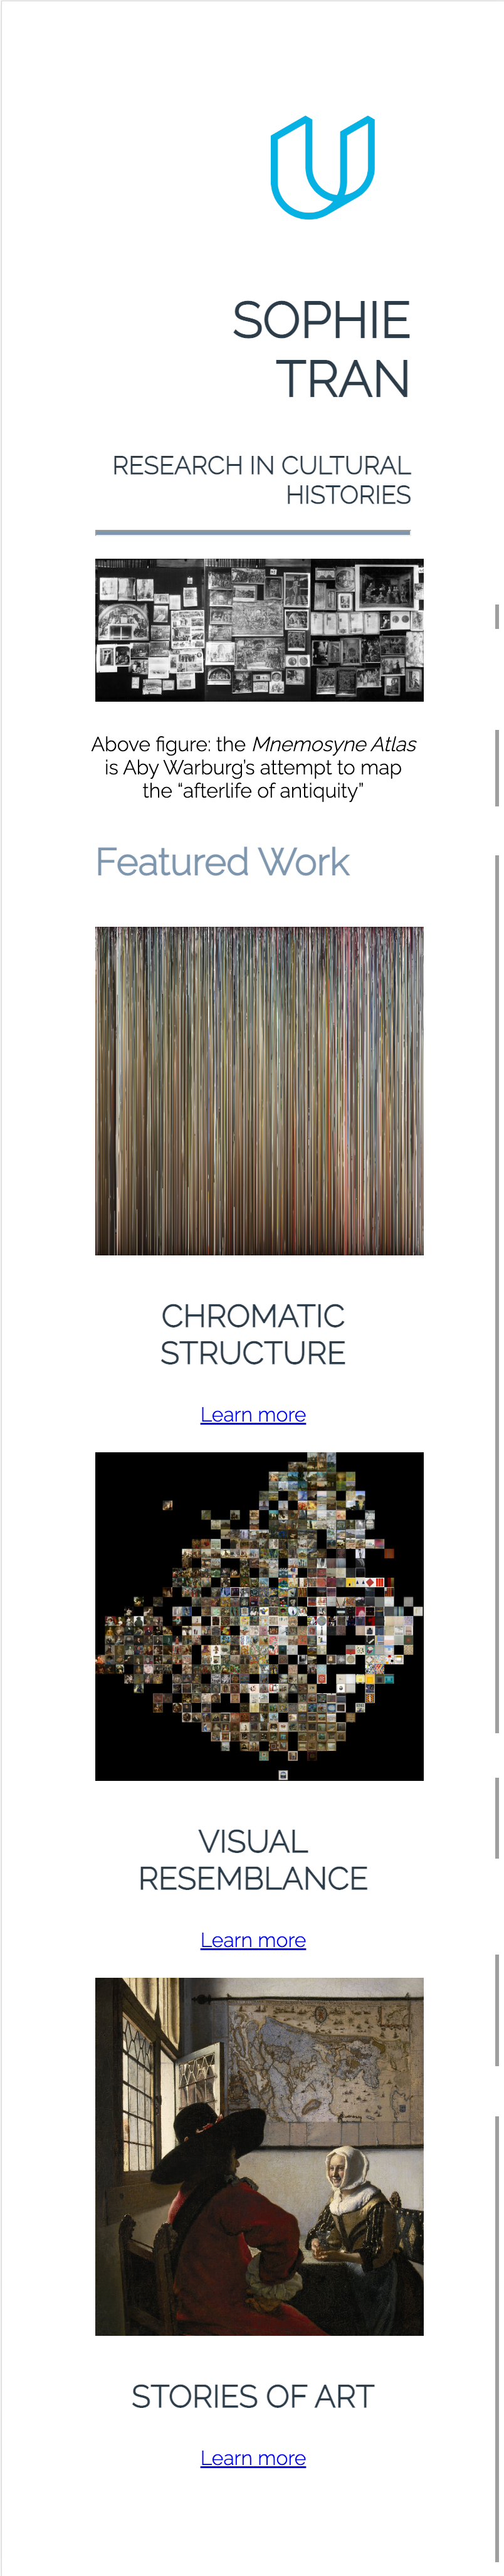 SOPHIE
TRAN
RESEARCH IN CULTURAL
HISTORIES
Above figure: the Mnemosyne Atlas
is Aby Warburg's attempt to map
the “afterlife of antiquity”
Featured Work
CHROMATIC
STRUCTURE
Learn more
VISUAL
RESEMBLANCE
Learn more
STORIES OF ART
Learn more